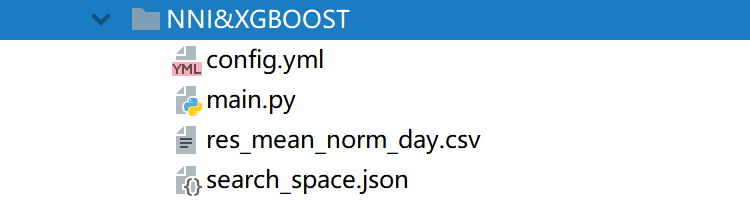 NNI&XGBOOST
YML config.yml
main.py
res_mean_norm_day.csv
{} search_space.json